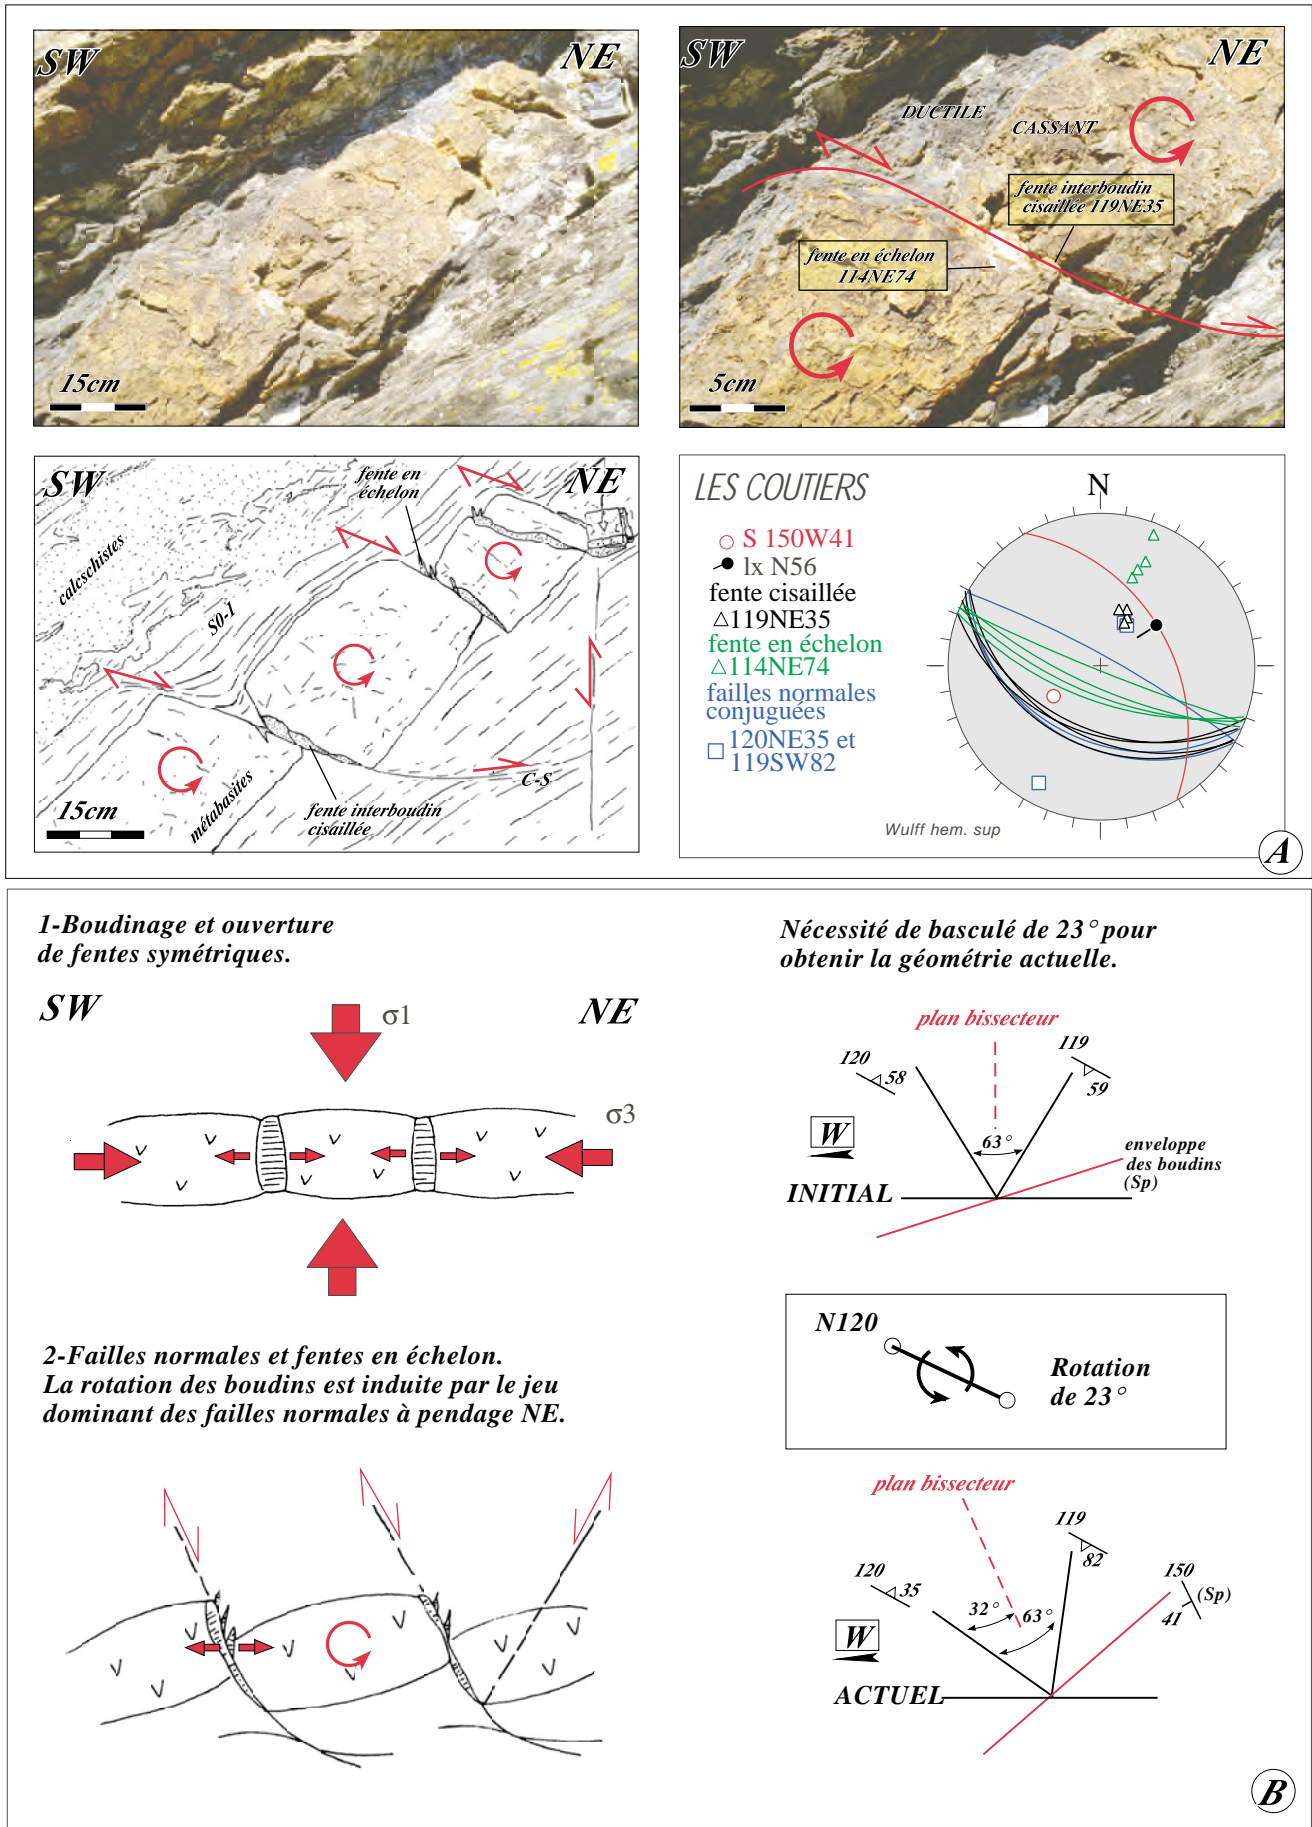 SW
NE
15cm
SW
NE
DUCTILE
CASSANT
fente interboudin
cisaillée 119NE35
fente en échelon
114NE74
5cm
SW
NE
fente en
échelon
calcschistes
S0-1
métabasites
fente interboudin
cisaillée
C-S
15cm
LES COUTIERS
N
S 150W41
lx N56
fente cisaillée
119NE35
fente en échelon
114NE74
failles normales
conjuguées
120NE35 et
119SW82
Wulff hem. sup
A
1-Boudinage et ouverture
de fentes symétriques.
SW
NE
σ1
σ3
2-Failles normales et fentes en échelon.
La rotation des boudins est induite par le jeu
dominant des failles normales à pendage NE.
Nécessité de basculé de 23° pour
obtenir la géométrie actuelle.
plan bissecteur
120
58
119
59
63°
W
enveloppe
des boudins
(Sp)
INITIAL
N120
Rotation
de 23°
plan bissecteur
119
82
120
35
150
(Sp)
41
32°
63°
W
ACTUEL
B